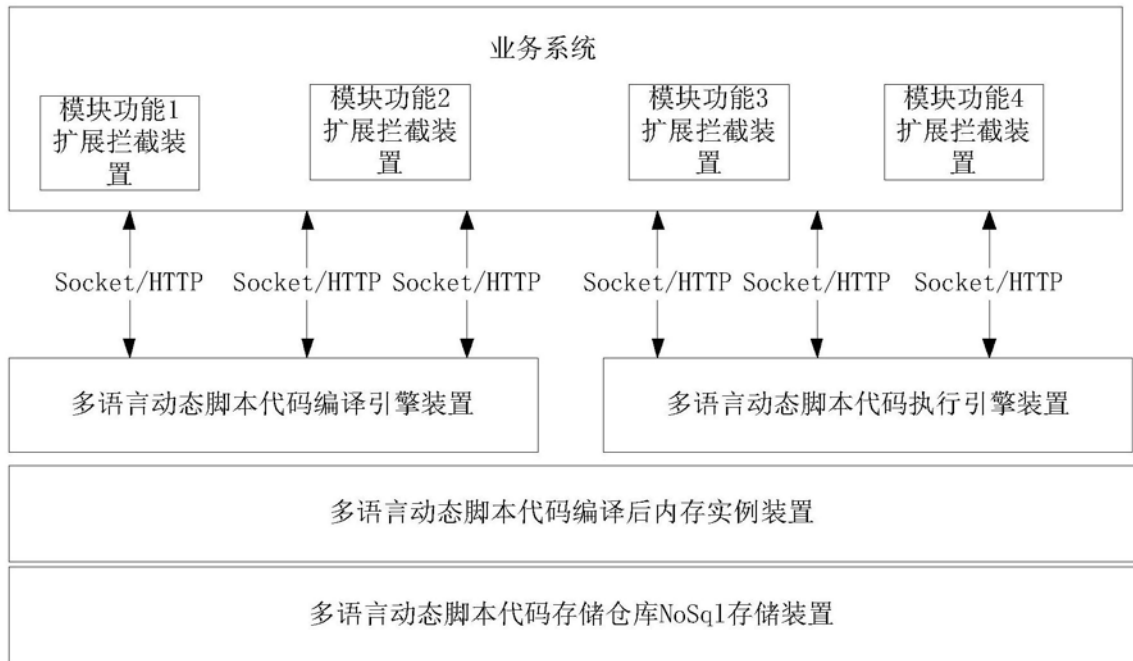 业务系统
模块功能1
扩展拦截装
置
模块功能2
扩展拦截装
置
模块功能3
扩展拦截装
置
模块功能4
扩展拦截装
置
Socket/HTTP
Socket/HTTP
Socket/HTTP
Socket/HTTP
Socket/HTTP
Socket/HTTP
多语言动态脚本代码编译引擎装置
多语言动态脚本代码执行引擎装置
多语言动态脚本代码编译后内存实例装置
多语言动态脚本代码存储仓库NoSql存储装置